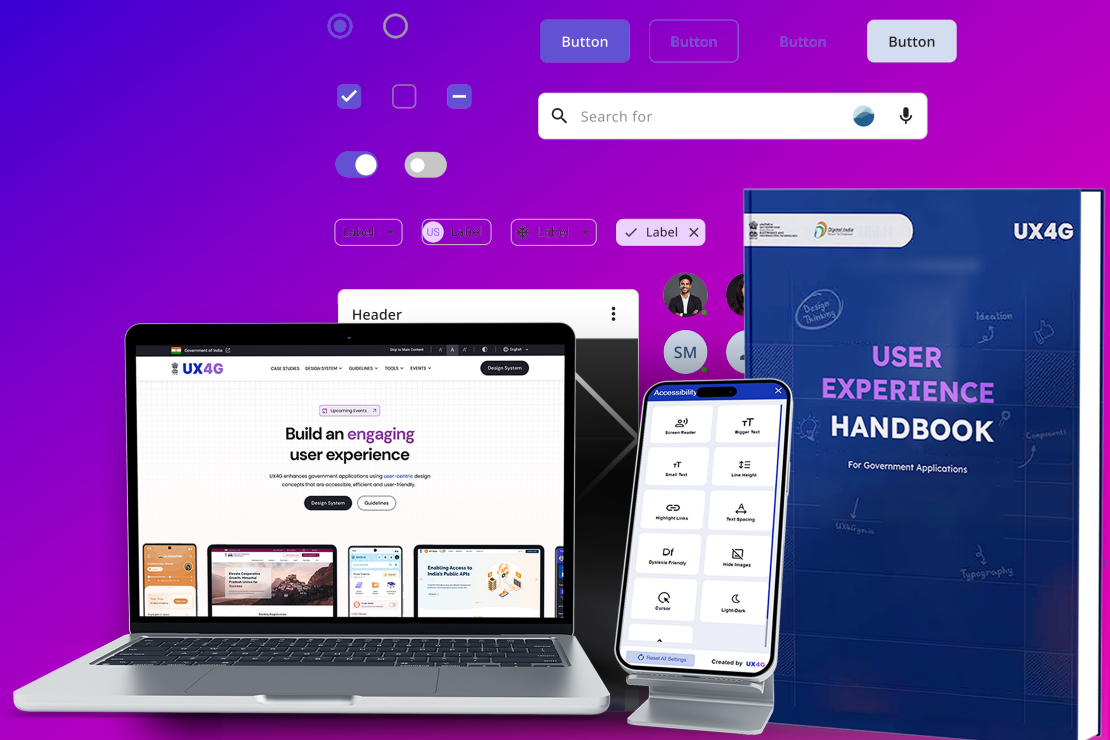 Button
Button
Button
Button
Search for
Label
US
Label
Label
Label
Header
SM
Government of India
Skip to Main Content
A
English
UX4G
CASE STUDIES
DESIGN SYSTEM
GUIDELINES
TOOLS
EVENTS
Design System
Upcoming Events
Build an engaging
user experience
UX4G enhances government applications using user-centric design
concepts that are accessible, efficient and user-friendly.
Design System
Guidelines
Enabling Access to
India's Public APIs
Accessibility
Screen Reader
Bigger Text
Small Text
Line Height
Highlight Links
Text Spacing
Df
Dyslexia Friendly
Hide Images
Cursor
Light-Dark
Reset All Settings
Created by UX4G
Digital India
UX4G
Design
Thinking
Ideation
USER
EXPERIENCE
HANDBOOK
For Government Applications
Components
Typography